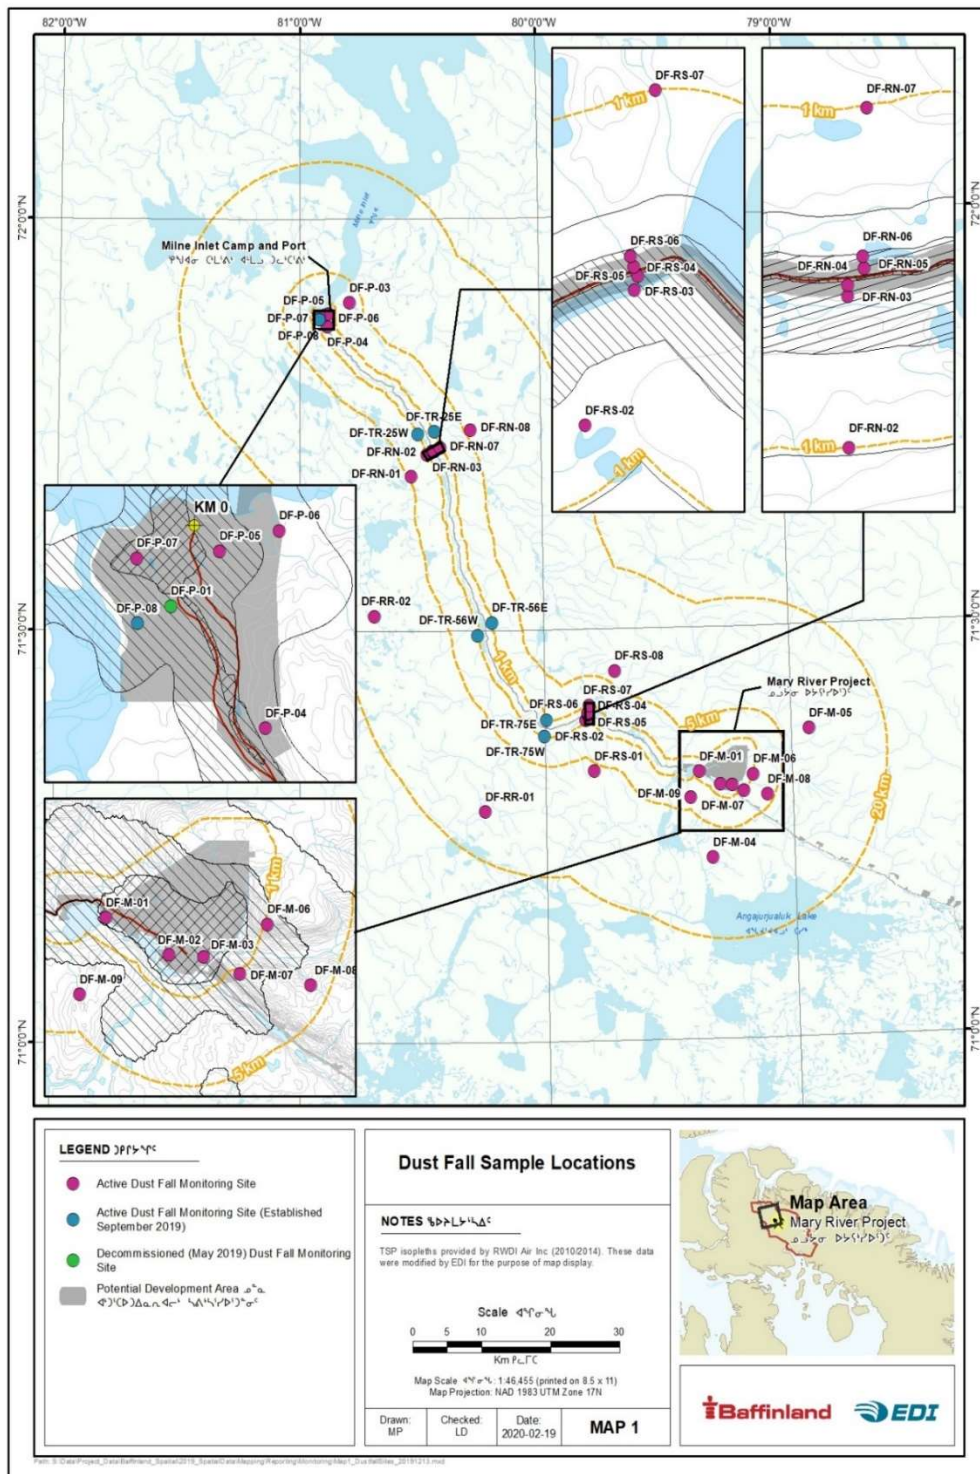 82°0'0"W
81°0'0"W
80°0'0"W
79°0'0"W
72°0'0"N
72°0'0"N
71°30'0"N
71°30'0"N
71°0'0"N
71°0'0"N
Milne Inlet
Milne Inlet Camp and Port
DF-P-03
DF-P-05
DF-P-07
DF-P-06
DF-P-08
DF-P-04
DF-TR-25E
DF-TR-25W
DF-RN-08
DF-RN-02
DF-RN-07
DF-RN-03
DF-RN-01
DF-RR-02
DF-TR-56E
DF-TR-56W
1 km
DF-RS-08
DF-RS-07
DF-RS-06
DF-RS-04
DF-TR-75E
DF-RS-05
DF-RS-02
DF-TR-75W
DF-RS-01
DF-RR-01
Mary River Project
5 km
DF-M-05
DF-M-01
DF-M-06
DF-M-08
DF-M-09
DF-M-07
20 km
DF-M-04
Angajurjualuk Lake
DF-RS-07
1 km
DF-RS-06
DF-RS-04
DF-RS-05
DF-RS-03
DF-RS-02
1 km
DF-RN-07
1 km
DF-RN-06
DF-RN-04
DF-RN-05
DF-RN-03
DF-RN-02
1 km
KM 0
DF-P-06
DF-P-07
DF-P-05
DF-P-01
DF-P-08
DF-P-04
1 km
DF-M-01
DF-M-06
DF-M-02
DF-M-03
DF-M-07
DF-M-08
DF-M-09
5 km
LEGEND
Active Dust Fall Monitoring Site
Active Dust Fall Monitoring Site (Established
September 2019)
Decommissioned (May 2019) Dust Fall Monitoring
Site
Potential Development Area
Dust Fall Sample Locations
NOTES
TSP isopleths provided by RWDI Air Inc (2010/2014). These data
were modified by EDI for the purpose of map display.
Scale
0 5 10 20 30
Km
Map Scale : 1:46,455 (printed on 8.5 x 11)
Map Projection: NAD 1983 UTM Zone 17N
Drawn:
MP
Checked:
LD
Date:
2020-02-19
MAP 1
Map Area
Mary River Project
Baffinland
EDI